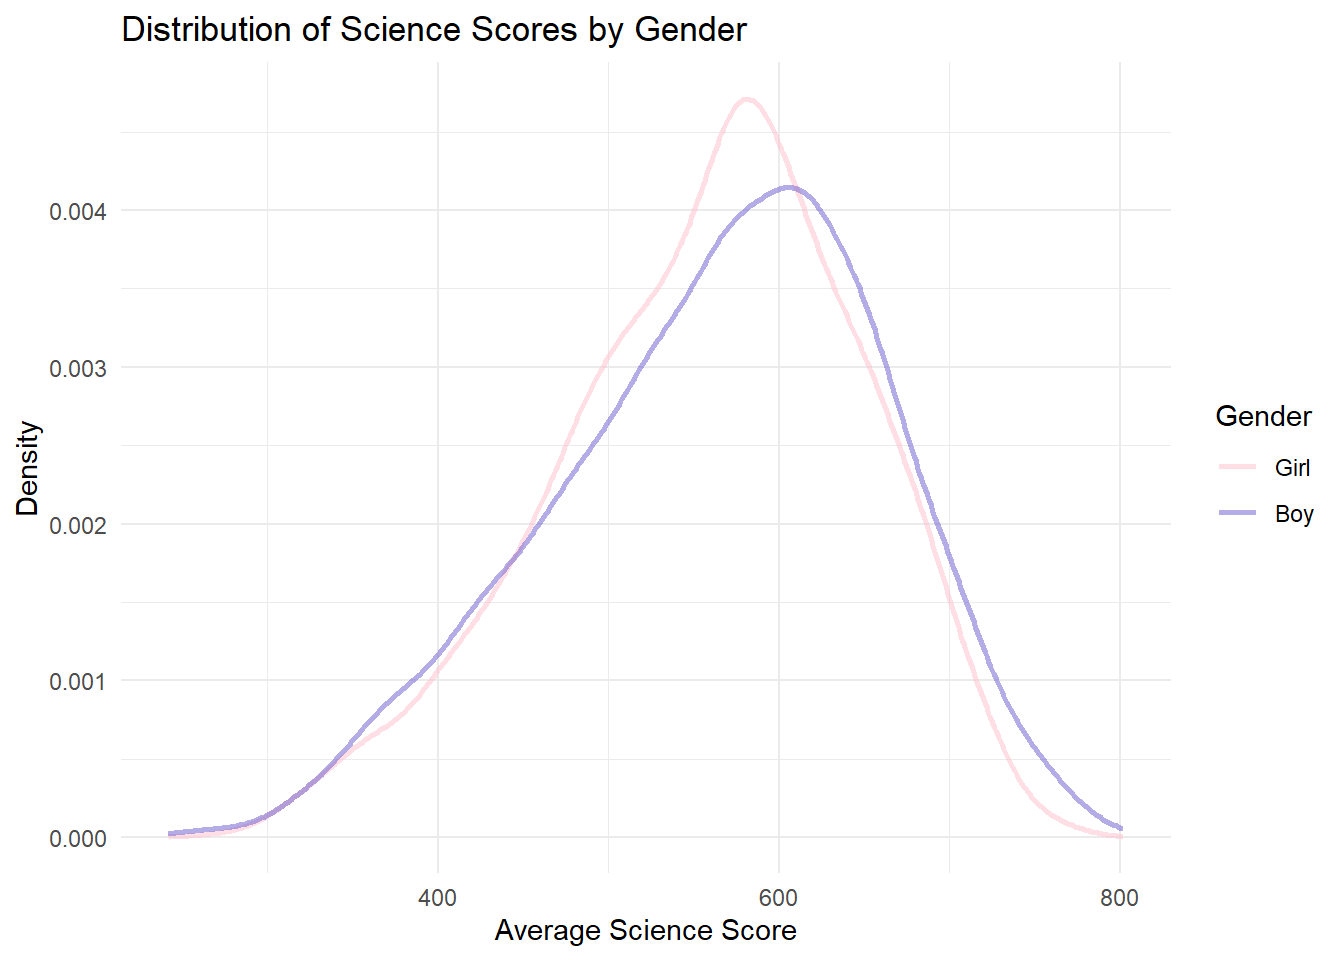 Distribution of Science Scores by Gender
0.004
0.003
0.002
0.001
0.000
Density
400
600
800
Average Science Score
Gender
Girl
Boy